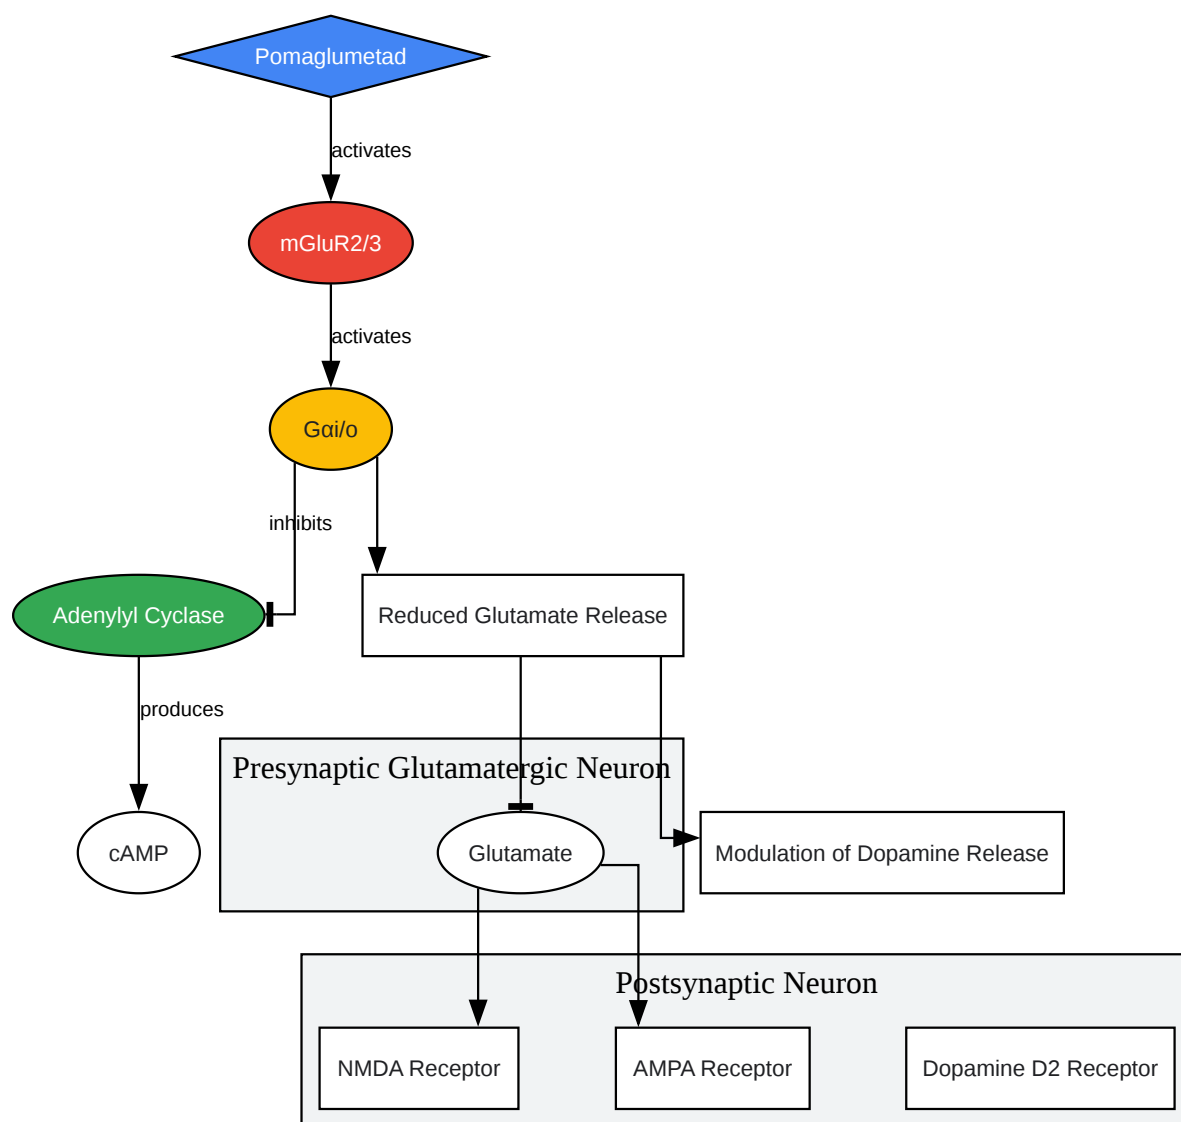 Pomaglumetad
activates
mGluR2/3
activates
Gαi/o
inhibits
Adenylyl Cyclase
Reduced Glutamate Release
produces
Presynaptic Glutamatergic Neuron
cAMP
Glutamate
Modulation of Dopamine Release
Postsynaptic Neuron
NMDA Receptor
AMPA Receptor
Dopamine D2 Receptor